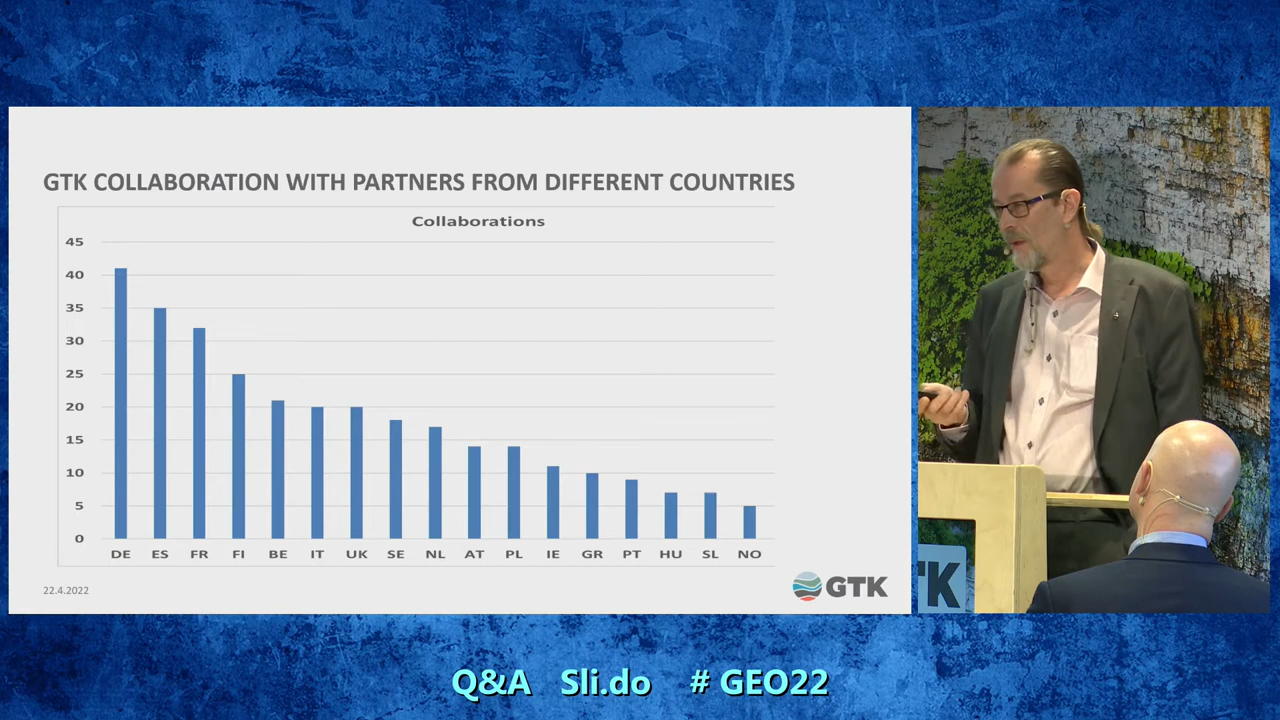 GTK COLLABORATION WITH PARTNERS FROM DIFFERENT COUNTRIES
Collaborations
45
40
35
30
25
20
15
10
5
0
DE ES FR FI BE IT UK SE NL AT PL IE GR PT HU SL NO
22.4.2022
GTK
TK
Q&A Sli.do # GEO22